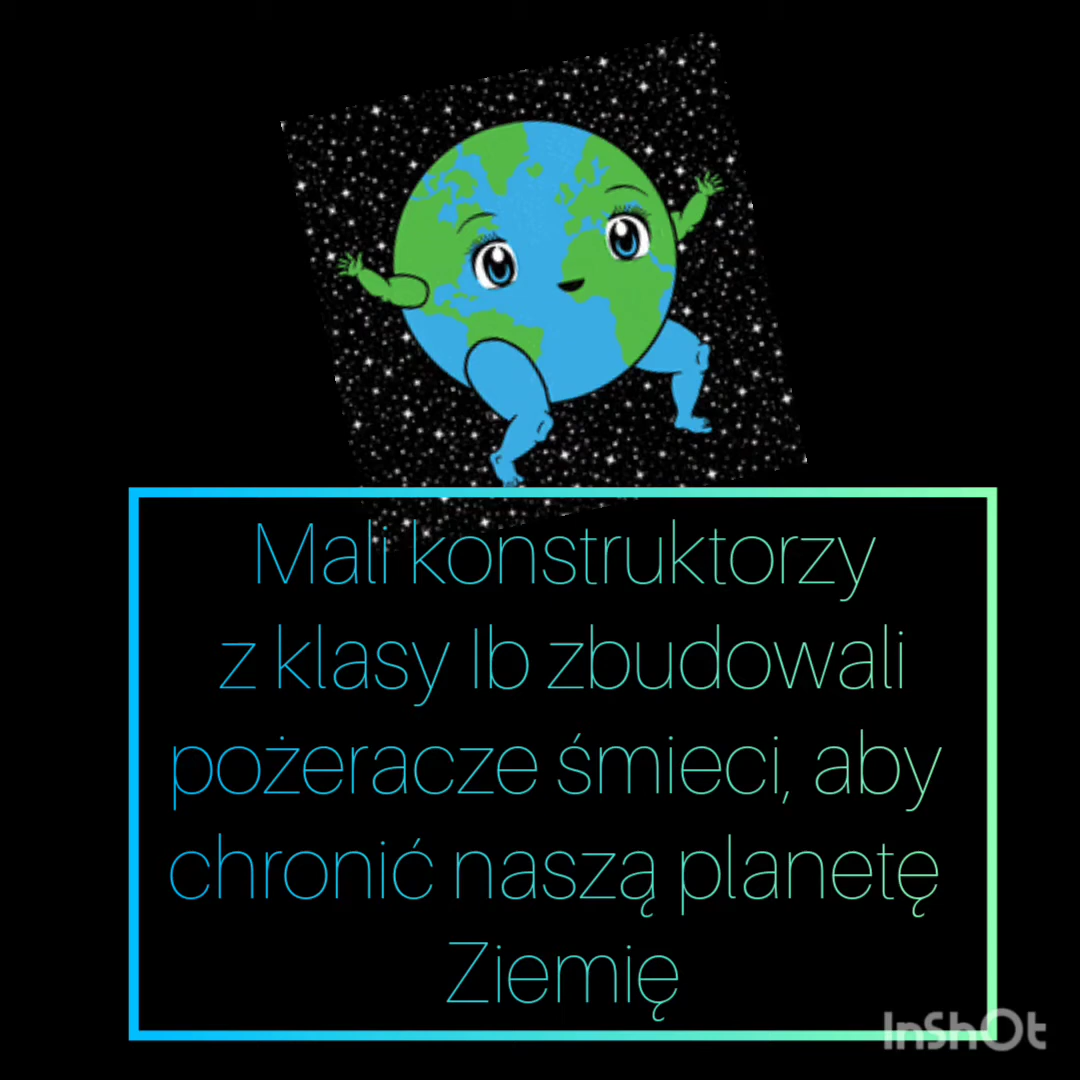 Mali konstruktorzy
z klasy Ib zbudowali
pożeracze śmieci, aby
chronić naszą planetę
Ziemię
InShOt